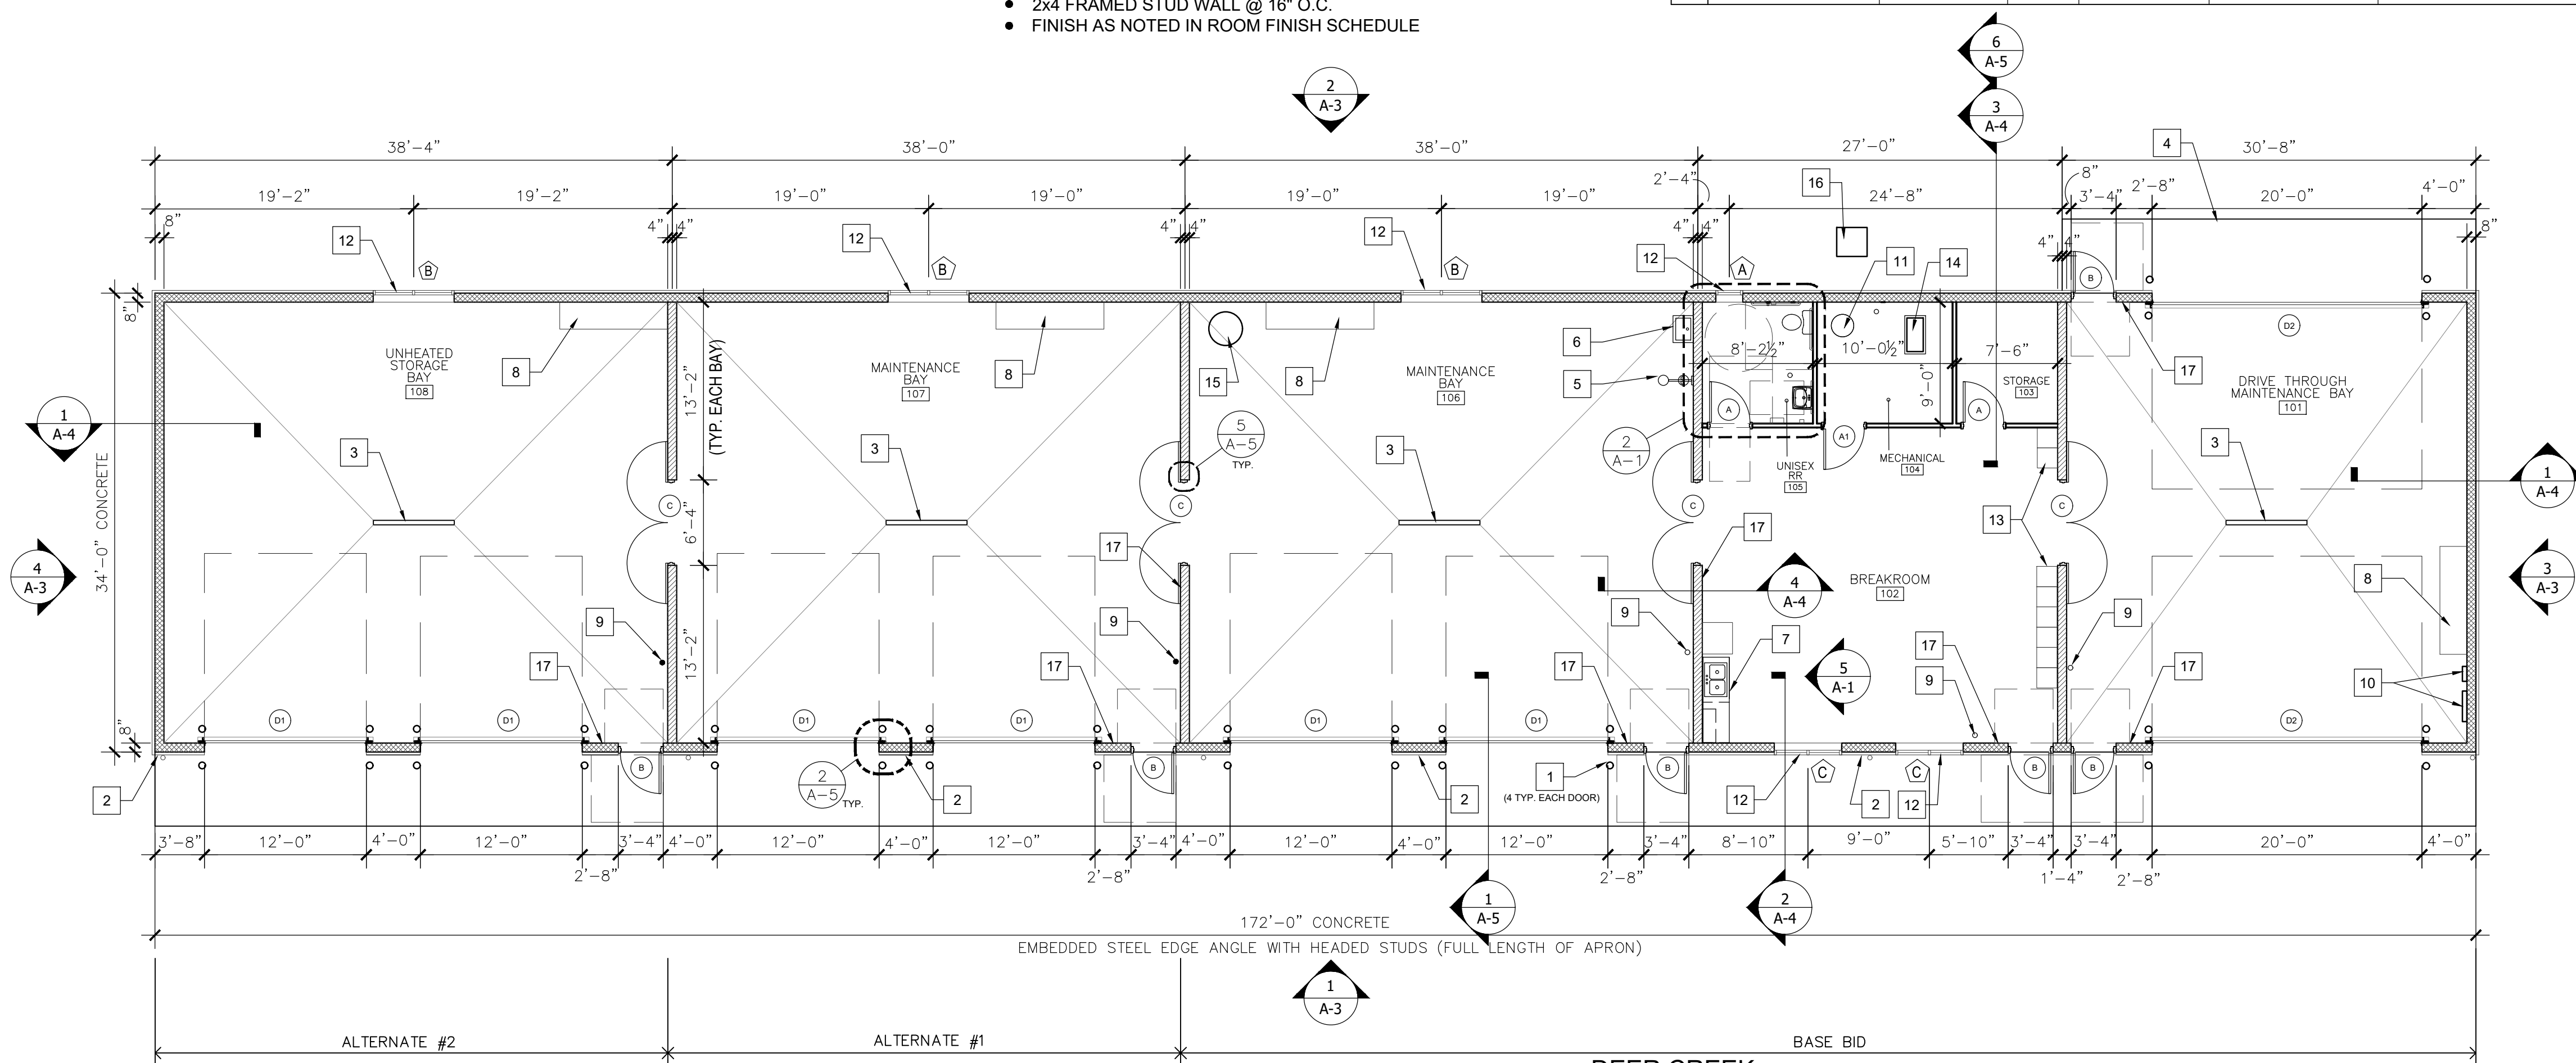 ● 2x4 FRAMED STUD WALL @ 16" O.C.
● FINISH AS NOTED IN ROOM FINISH SCHEDULE
6
A-5
2
A-3
3
A-4
38'-4" 38'-0" 38'-0" 27'-0" 4 30'-8"
19'-2" 19'-2" 19'-0" 19'-0" 19'-0" 19'-0" 2'-4" 16 24'-8" 8" 3'-4" 2'-8" 20'-0" 4'-0"
8" 4" 4" 4" 4" 4" 4" 4" 4" 8"
12 12 12 12 11 14
B B B A B
8"
UNHEATED
STORAGE
BAY
108
8
(TYP. EACH BAY)
13'-2"
MAINTENANCE
BAY
107
8
15
8
MAINTENANCE
BAY
106
6
5
8'-2½" 10'-0½" 7'-6"
9'-0"
A A1 A
STORAGE
103
17
D2
DRIVE THROUGH
MAINTENANCE BAY
101
1
A-4
5
A-5
TYP.
2
A-1
UNISEX
RR
105
MECHANICAL
104
3 3 3 3
1
A-4
34'-0" CONCRETE
C C C C
6'-4"
17 17 13
4
A-3
4
A-4
BREAKROOM
102
8
3
A-3
9 9 9 7 9
13'-2"
5
A-1
17 17 17 17 9 17 10
8"
D1 D1 D1 D1 D1 D1 D2
2
B B B B B
2
A-5
TYP.
2
2
1
(4 TYP. EACH DOOR)
12 C 2 C 12
3'-8" 12'-0" 4'-0" 12'-0" 3'-4" 4'-0" 12'-0" 4'-0" 12'-0" 3'-4" 4'-0" 12'-0" 4'-0" 12'-0" 3'-4" 8'-10" 9'-0" 5'-10" 3'-4" 3'-4" 20'-0" 4'-0"
2'-8" 2'-8" 2'-8" 1'-4" 2'-8"
1
A-5
2
A-4
172'-0" CONCRETE
EMBEDDED STEEL EDGE ANGLE WITH HEADED STUDS (FULL LENGTH OF APRON)
1
A-3
ALTERNATE #2 ALTERNATE #1 BASE BID
DEER CREEK